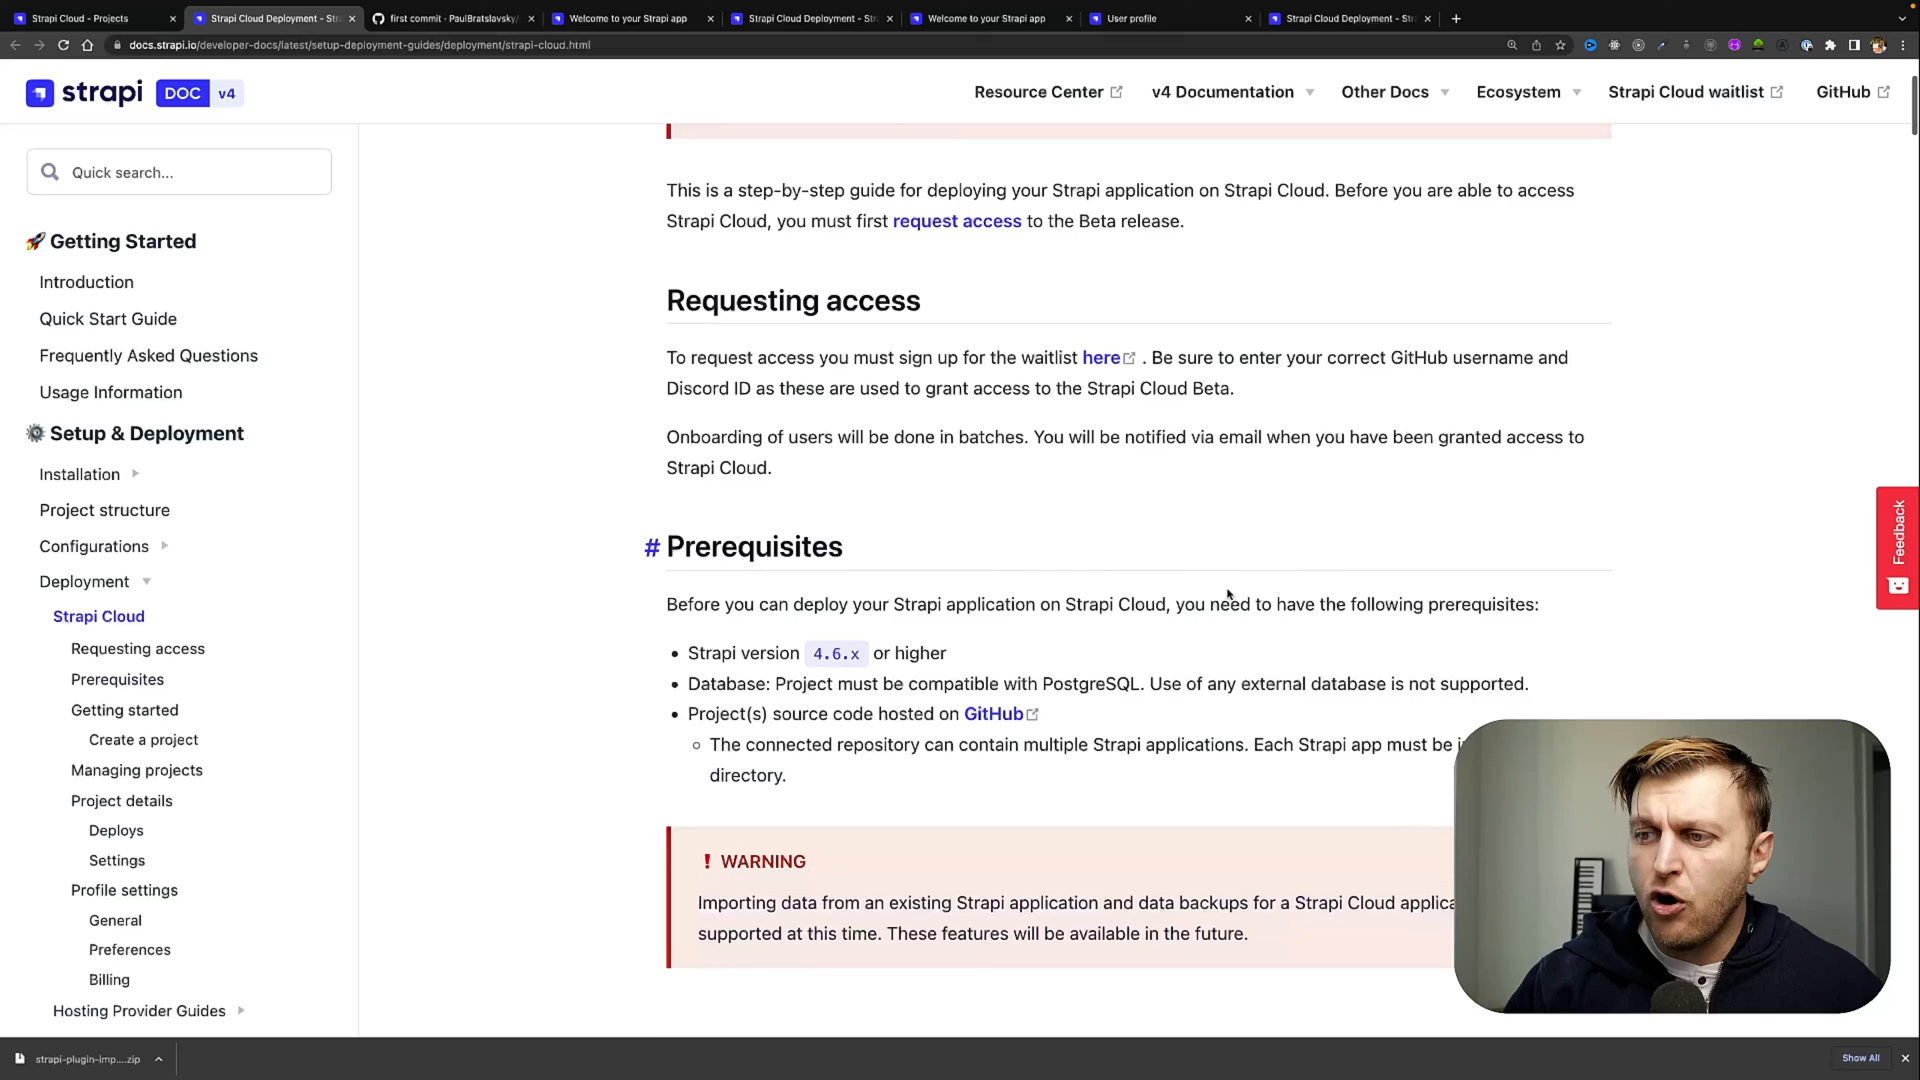 Strapi Cloud - Projects
Strapi Cloud Deployment - Str
first commit · PaulBratslavsky/
Welcome to your Strapi app
Strapi Cloud Deployment - Str
Welcome to your Strapi app
User profile
Strapi Cloud Deployment - Str
docs.strapi.io/developer-docs/latest/setup-deployment-guides/deployment/strapi-cloud.html
strapi DOC v4
Resource Center
v4 Documentation
Other Docs
Ecosystem
Strapi Cloud waitlist
GitHub
Quick search...
🚀 Getting Started
Introduction
Quick Start Guide
Frequently Asked Questions
Usage Information
⚙️ Setup & Deployment
Installation
Project structure
Configurations
Deployment
Strapi Cloud
Requesting access
Prerequisites
Getting started
Create a project
Managing projects
Project details
Deploys
Settings
Profile settings
General
Preferences
Billing
Hosting Provider Guides
This is a step-by-step guide for deploying your Strapi application on Strapi Cloud. Before you are able to access
Strapi Cloud, you must first request access to the Beta release.
Requesting access
To request access you must sign up for the waitlist here . Be sure to enter your correct GitHub username and
Discord ID as these are used to grant access to the Strapi Cloud Beta.
Onboarding of users will be done in batches. You will be notified via email when you have been granted access to
Strapi Cloud.
# Prerequisites
Before you can deploy your Strapi application on Strapi Cloud, you need to have the following prerequisites:
• Strapi version 4.6.x or higher
• Database: Project must be compatible with PostgreSQL. Use of any external database is not supported.
• Project(s) source code hosted on GitHub
◦ The connected repository can contain multiple Strapi applications. Each Strapi app must be
directory.
❗ WARNING
Importing data from an existing Strapi application and data backups for a Strapi Cloud applica
supported at this time. These features will be available in the future.
Feedback
strapi-plugin-imp....zip
Show All